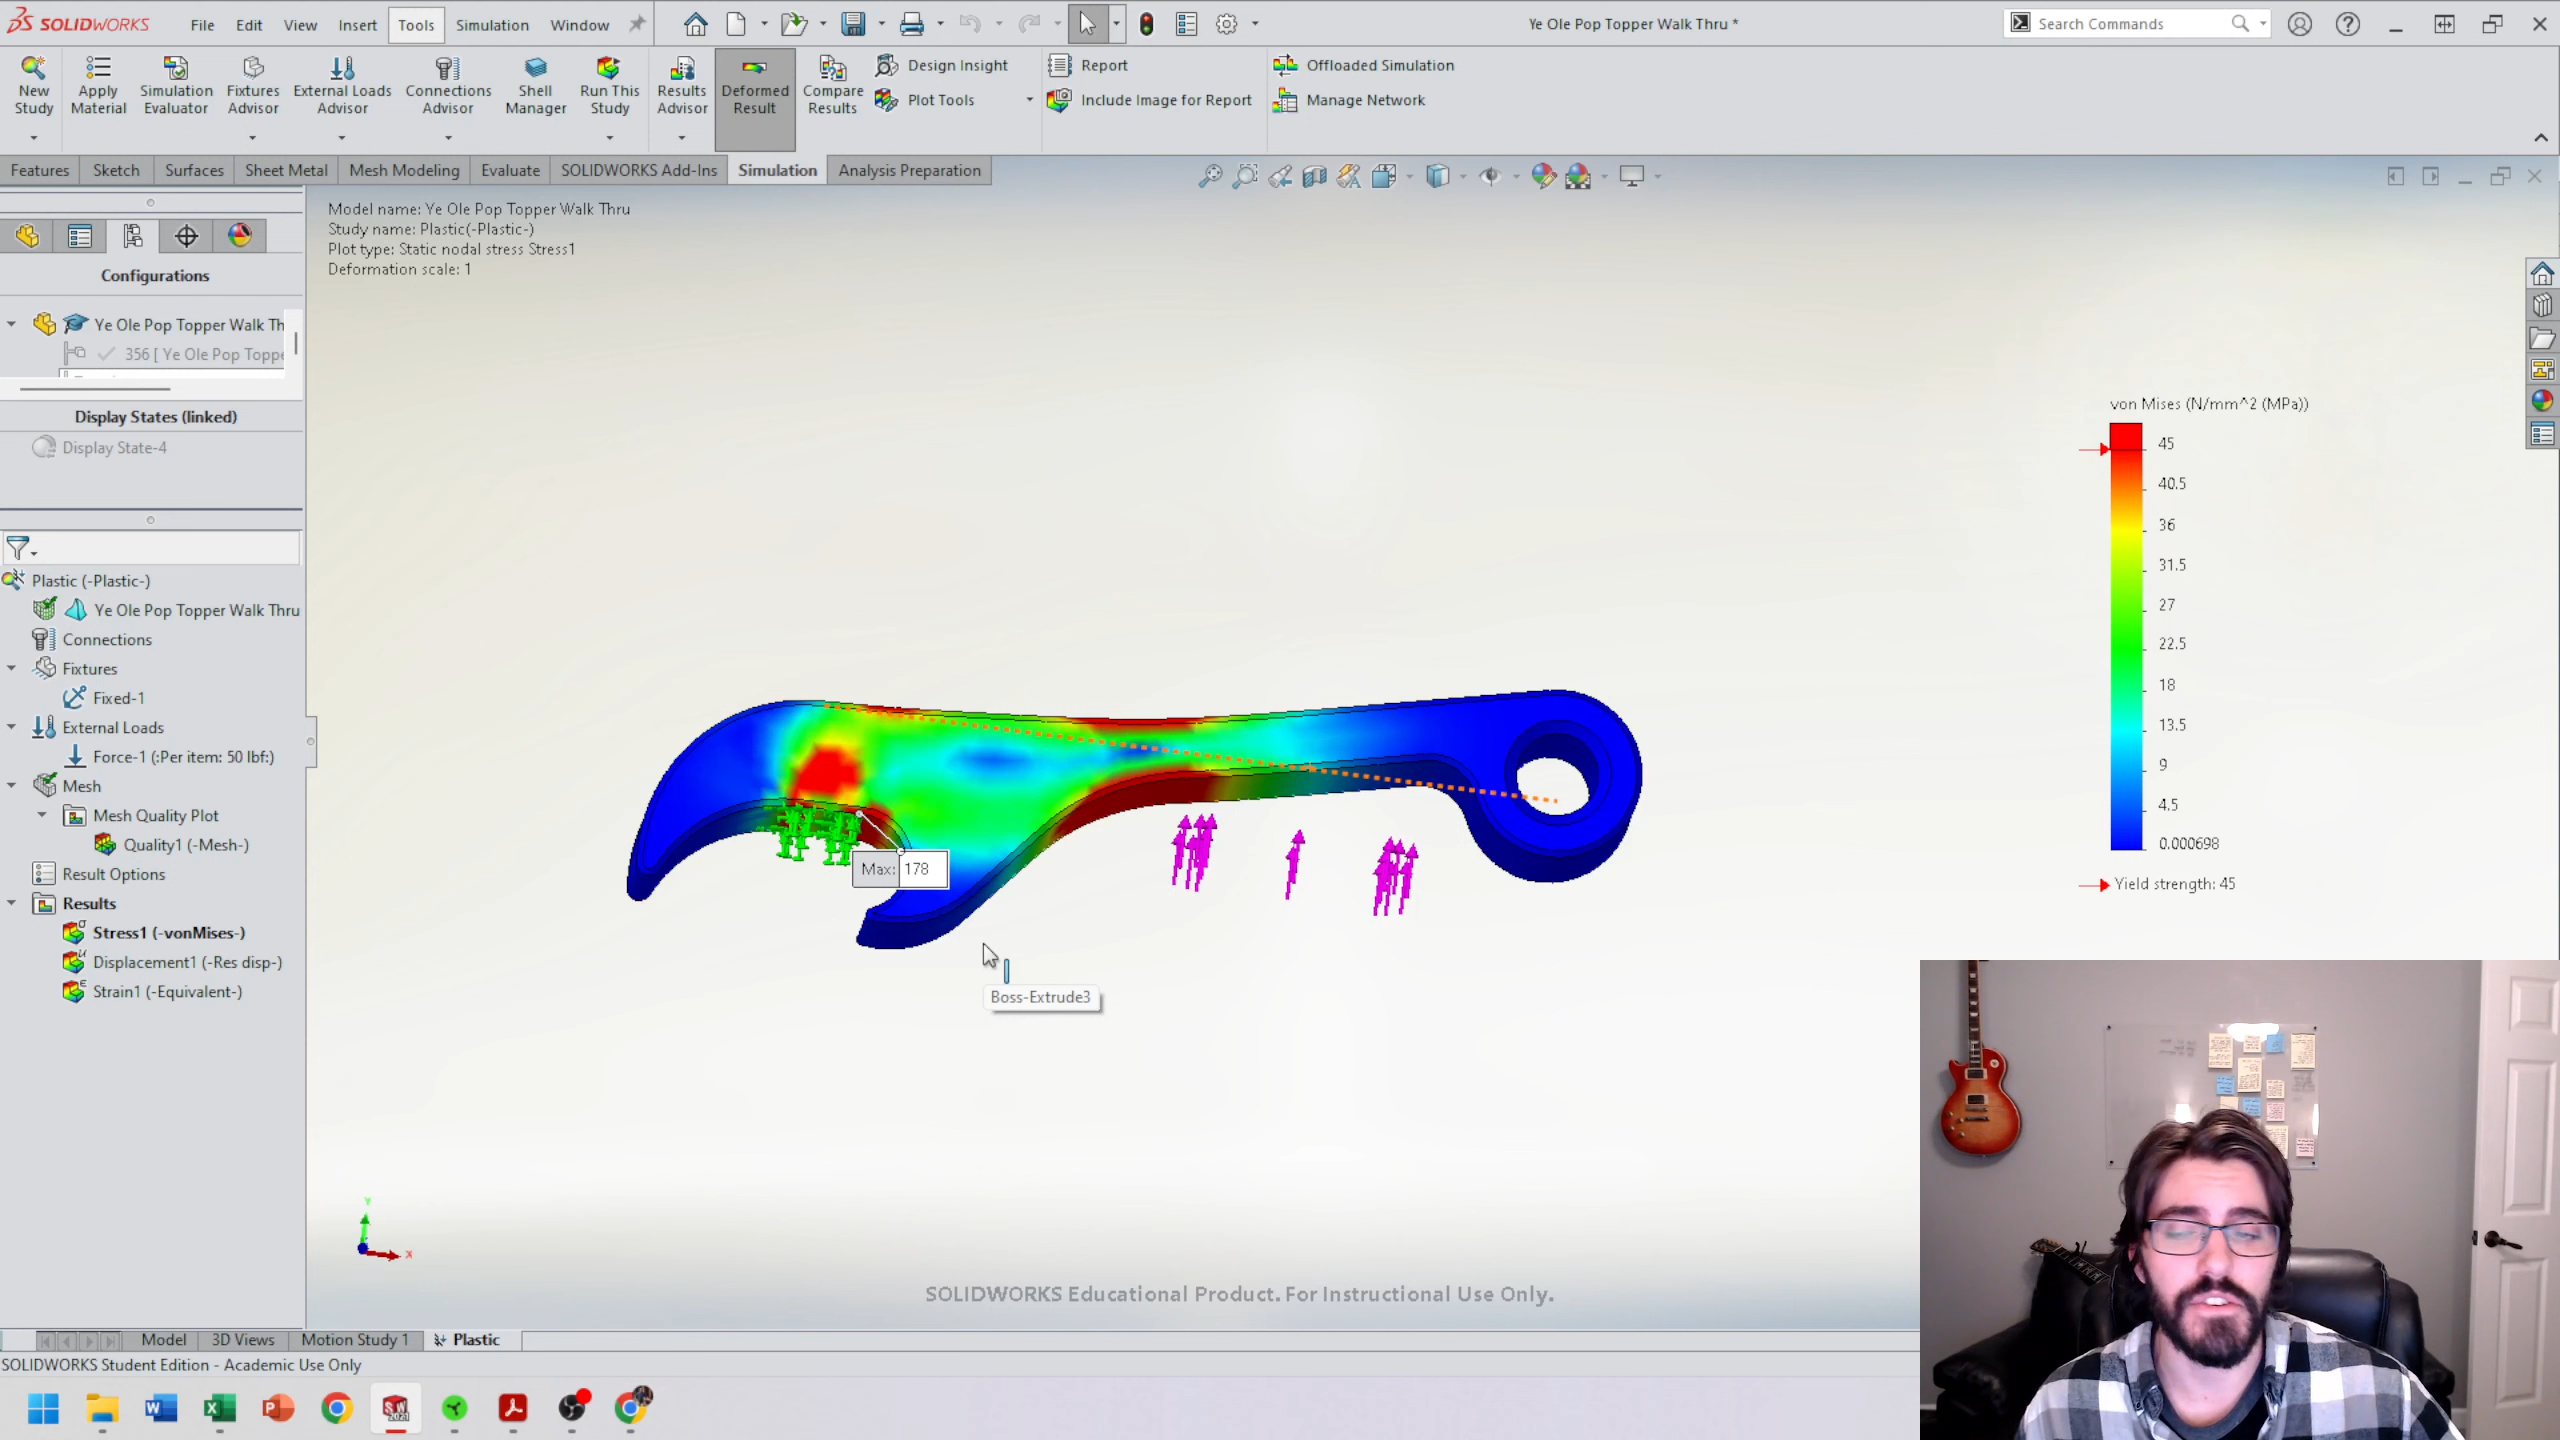 SOLIDWORKS File Edit View Insert Tools Simulation Window
Ye Ole Pop Topper Walk Thru *
Search Commands
New Study
Apply Material
Simulation Evaluator
Fixtures Advisor
External Loads Advisor
Connections Advisor
Shell Manager
Run This Study
Results Advisor
Deformed Result
Compare Results
Design Insight
Plot Tools
Report
Include Image for Report
Offloaded Simulation
Manage Network
Features Sketch Surfaces Sheet Metal Mesh Modeling Evaluate SOLIDWORKS Add-Ins Simulation Analysis Preparation
Configurations
Ye Ole Pop Topper Walk Th
356 [ Ye Ole Pop Toppe
Display States (linked)
Display State-4
Plastic (-Plastic-)
Ye Ole Pop Topper Walk Thru
Connections
Fixtures
Fixed-1
External Loads
Force-1 (:Per item: 50 lbf:)
Mesh
Mesh Quality Plot
Quality1 (-Mesh-)
Result Options
Results
Stress1 (-vonMises-)
Displacement1 (-Res disp-)
Strain1 (-Equivalent-)
Model name: Ye Ole Pop Topper Walk Thru
Study name: Plastic(-Plastic-)
Plot type: Static nodal stress Stress1
Deformation scale: 1
Max: 178
Boss-Extrude3
von Mises (N/mm^2 (MPa))
45
40.5
36
31.5
27
22.5
18
13.5
9
4.5
0.000698
Yield strength: 45
Y
X
SOLIDWORKS Educational Product. For Instructional Use Only.
Model 3D Views Motion Study 1 Plastic
SOLIDWORKS Student Edition - Academic Use Only